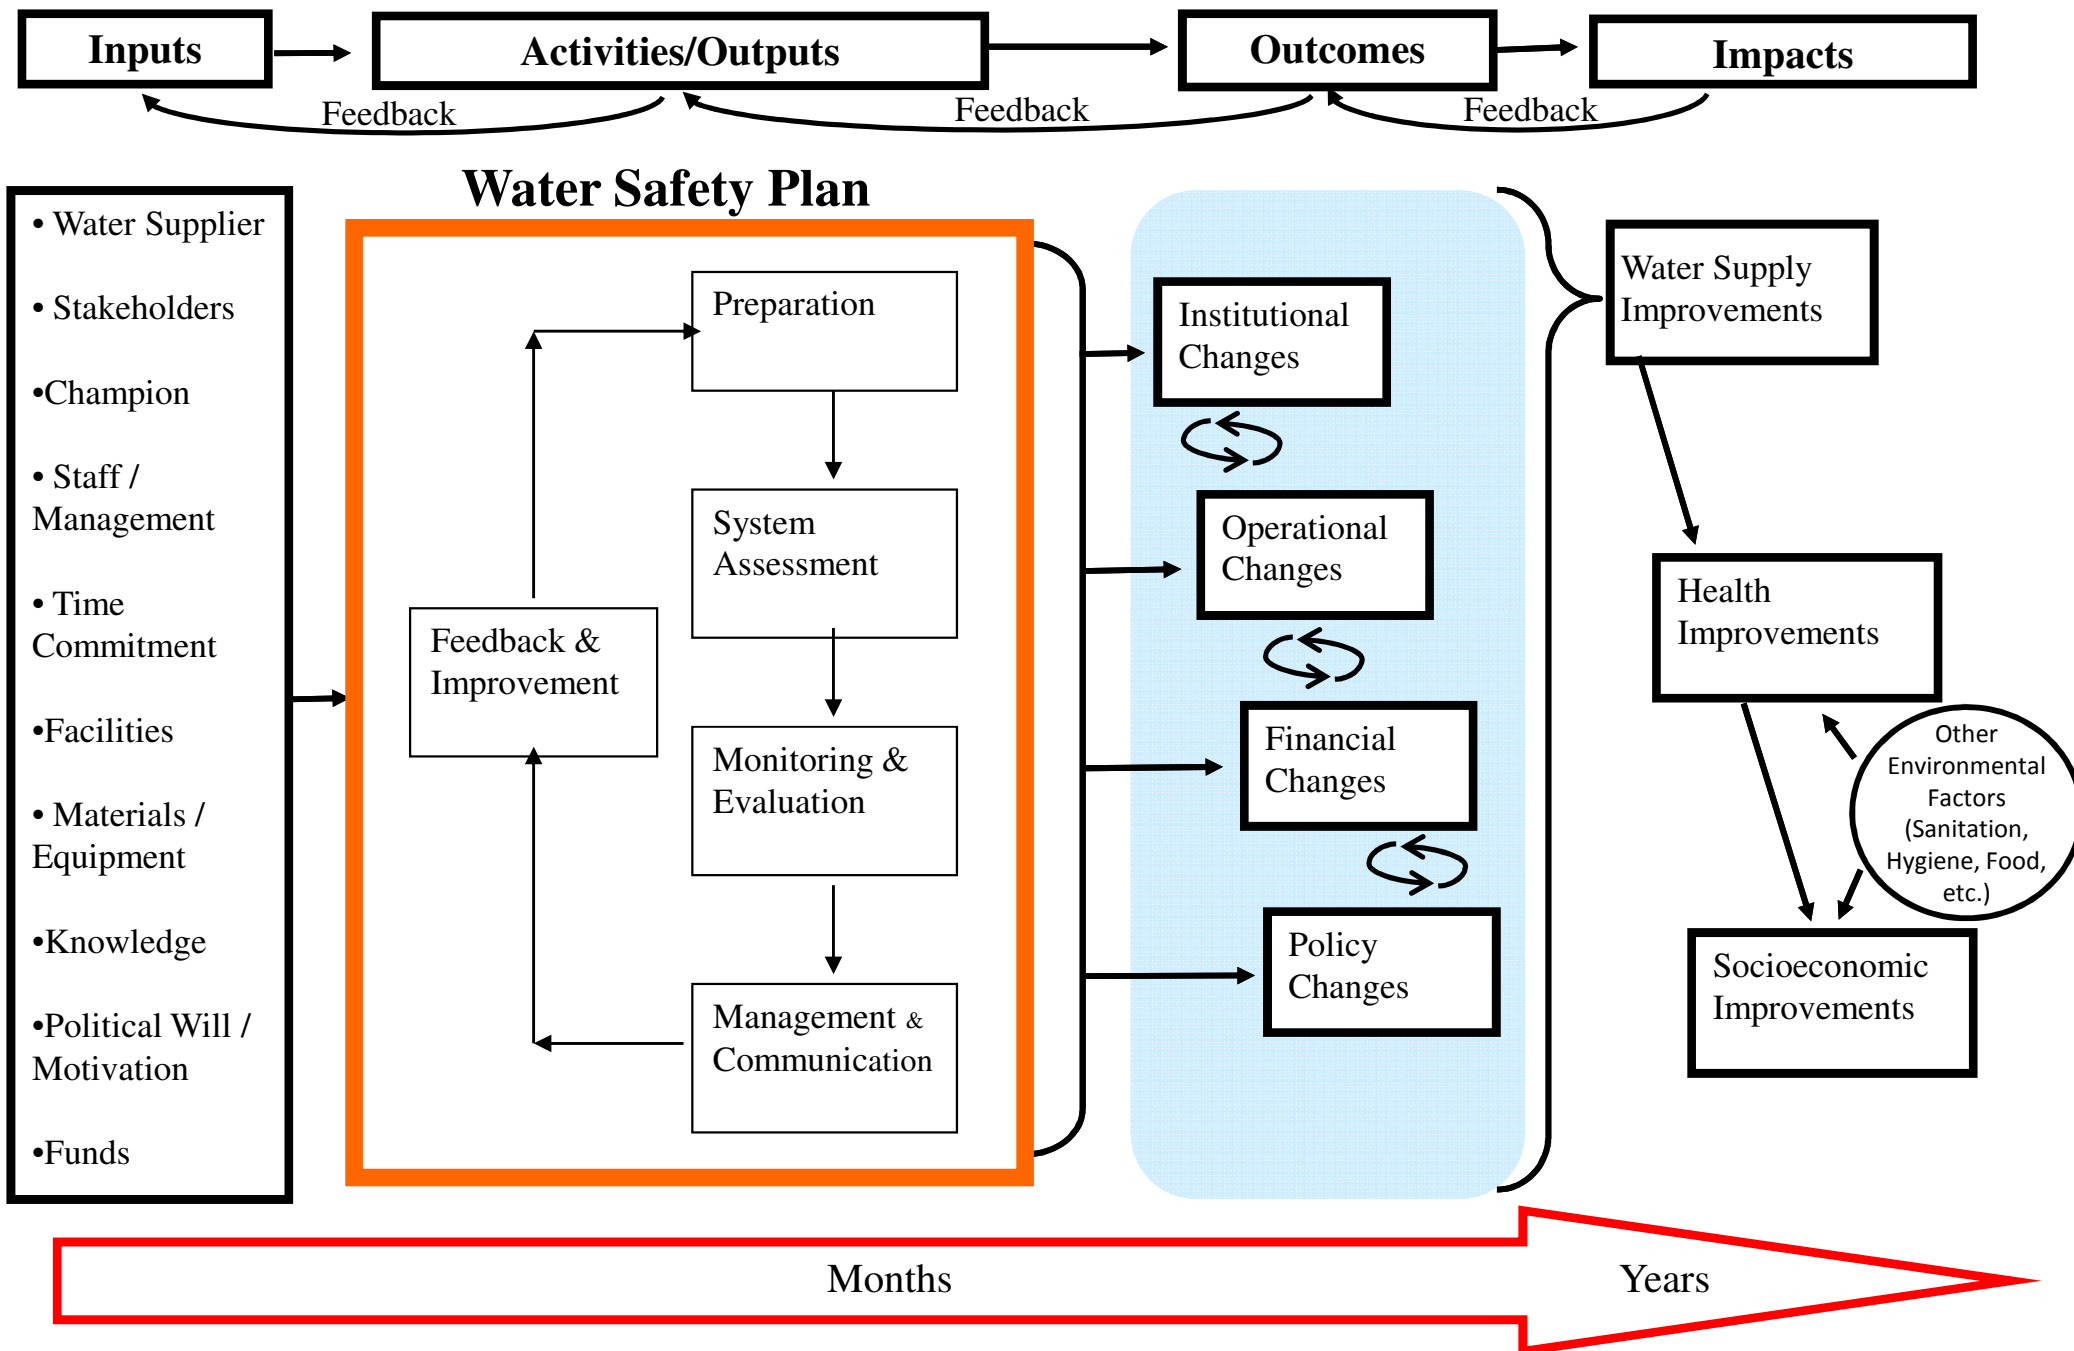 Inputs
Activities/Outputs
Outcomes
Impacts
Feedback
Feedback
Feedback
Water Safety Plan
• Water Supplier
• Stakeholders
•Champion
• Staff /
Management
• Time
Commitment
•Facilities
• Materials /
Equipment
•Knowledge
•Political Will /
Motivation
•Funds
Preparation
System
Assessment
Feedback &
Improvement
Monitoring &
Evaluation
Management &
Communication
Institutional
Changes
Operational
Changes
Financial
Changes
Policy
Changes
Water Supply
Improvements
Health
Improvements
Other
Environmental
Factors
(Sanitation,
Hygiene, Food,
etc.)
Socioeconomic
Improvements
Months
Years